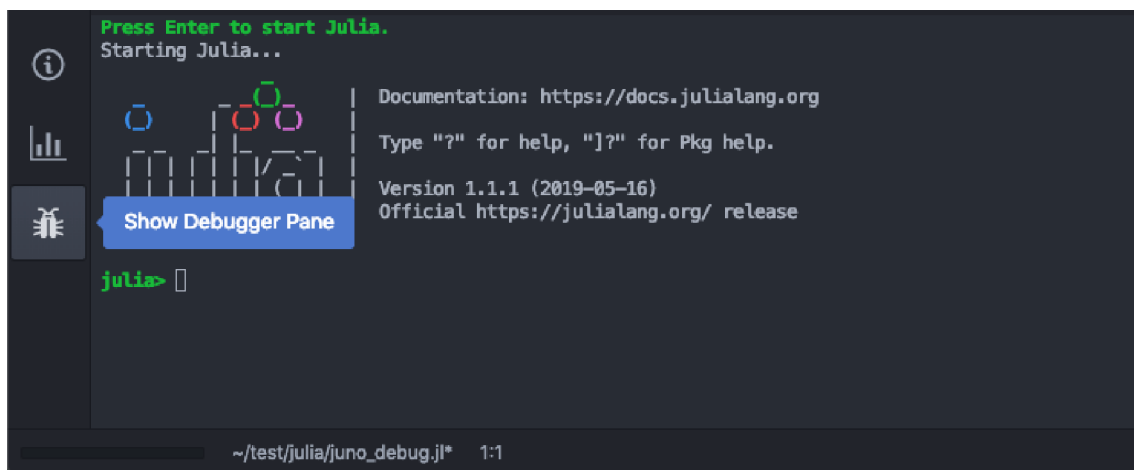 Press Enter to start Julia.
Starting Julia...
Documentation: https://docs.julialang.org
Type "?" for help, "]?" for Pkg help.
Version 1.1.1 (2019-05-16)
Official https://julialang.org/ release
Show Debugger Pane
julia>
~/test/julia/juno_debug.jl* 1:1